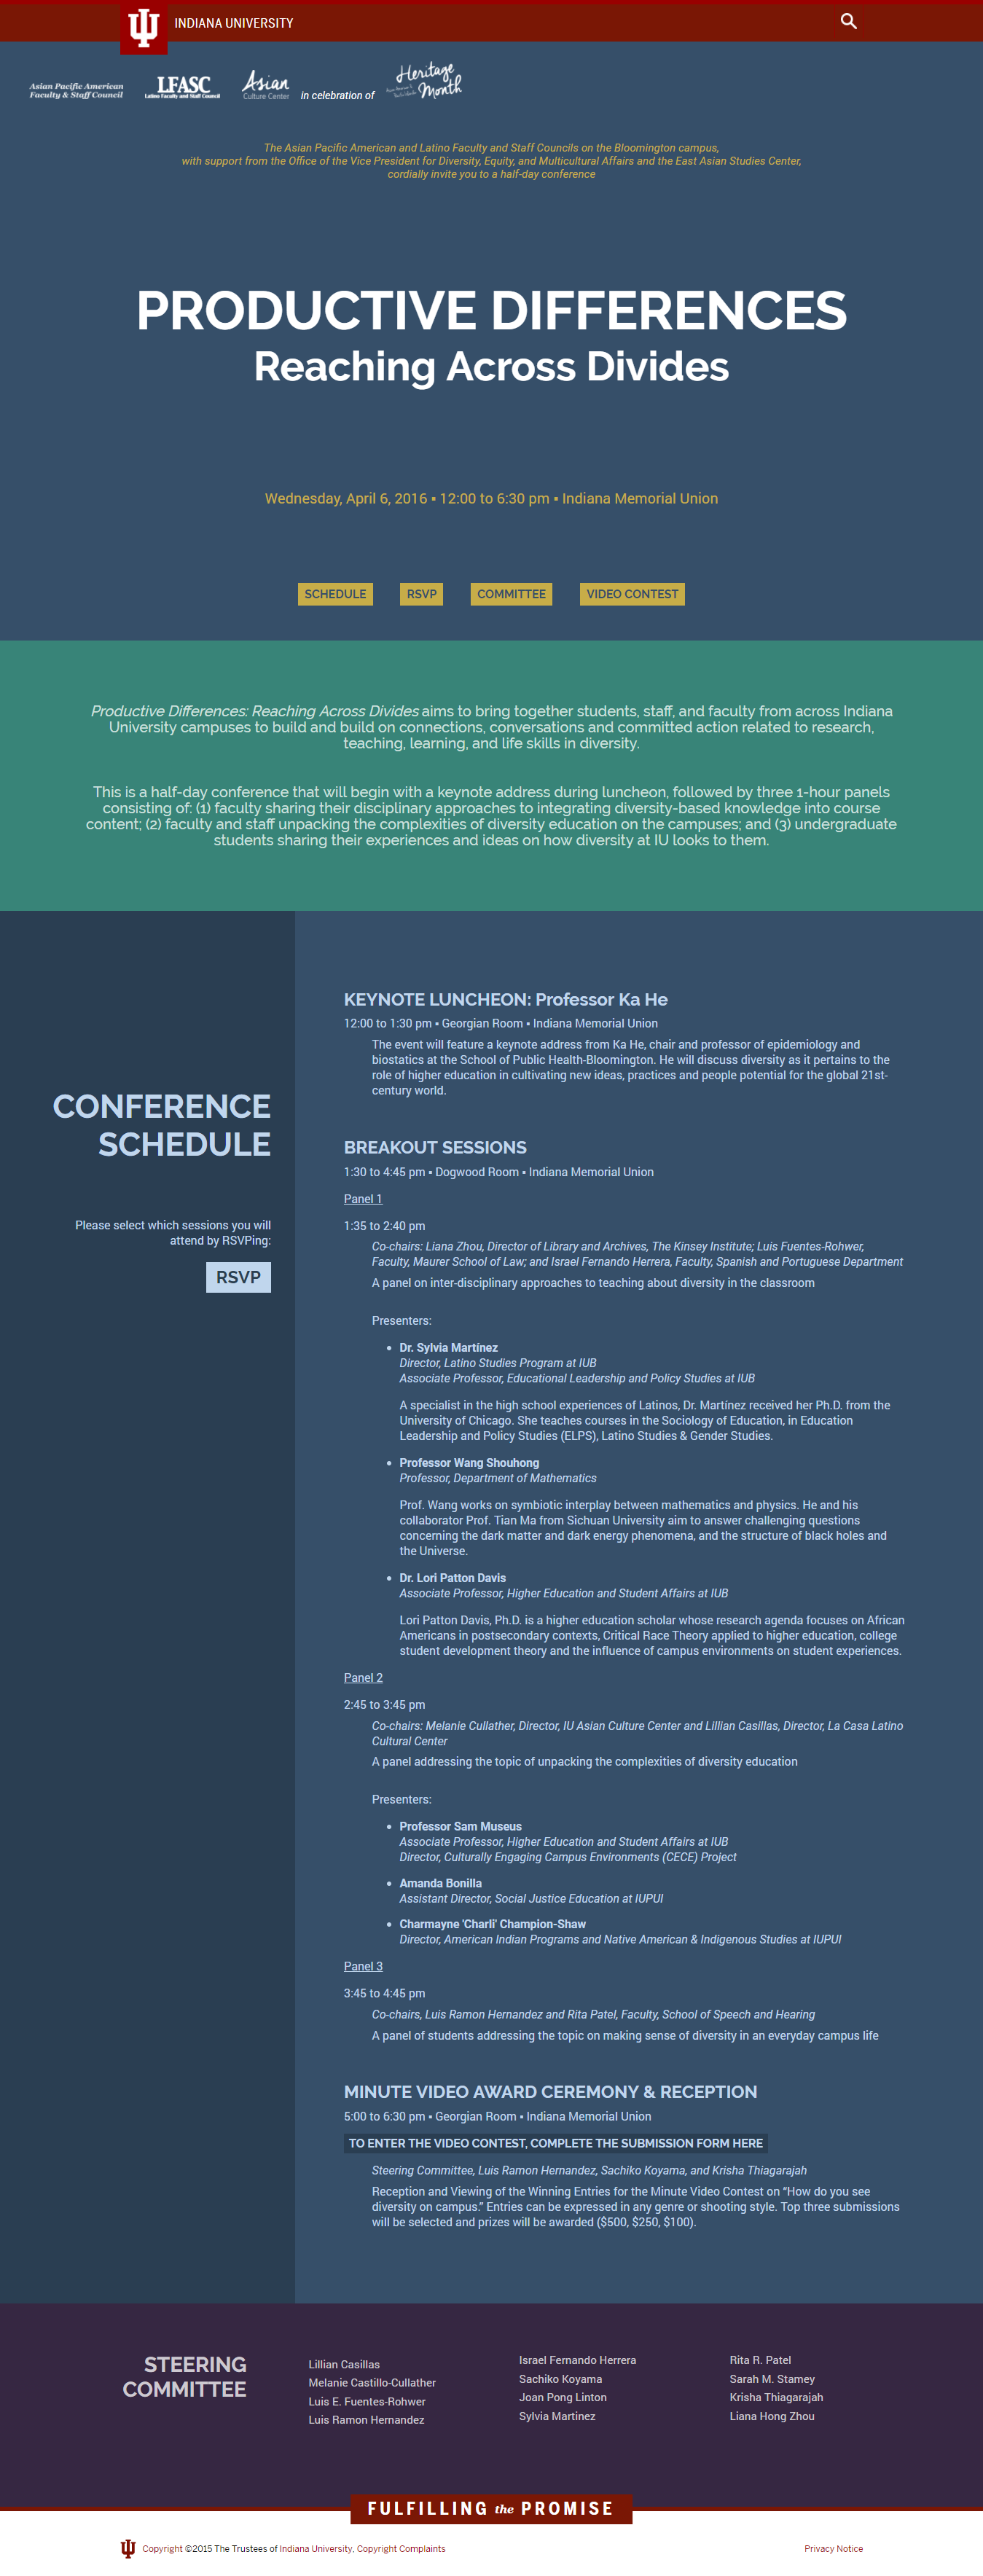 INDIANA UNIVERSITY
Asian Pacific American
Faculty & Staff Council
LFASC
Latino Faculty and Staff Council
Asian
Culture Center
in celebration of
Heritage
Month
The Asian Pacific American and Latino Faculty and Staff Councils on the Bloomington campus,
with support from the Office of the Vice President for Diversity, Equity, and Multicultural Affairs and the East Asian Studies Center,
cordially invite you to a half-day conference
PRODUCTIVE DIFFERENCES
Reaching Across Divides
Wednesday, April 6, 2016 ▪ 12:00 to 6:30 pm ▪ Indiana Memorial Union
SCHEDULE RSVP COMMITTEE VIDEO CONTEST
Productive Differences: Reaching Across Divides aims to bring together students, staff, and faculty from across Indiana
University campuses to build and build on connections, conversations and committed action related to research,
teaching, learning, and life skills in diversity.
This is a half-day conference that will begin with a keynote address during luncheon, followed by three 1-hour panels
consisting of: (1) faculty sharing their disciplinary approaches to integrating diversity-based knowledge into course
content; (2) faculty and staff unpacking the complexities of diversity education on the campuses; and (3) undergraduate
students sharing their experiences and ideas on how diversity at IU looks to them.
CONFERENCE
SCHEDULE
Please select which sessions you will
attend by RSVPing:
RSVP
KEYNOTE LUNCHEON: Professor Ka He
12:00 to 1:30 pm ▪ Georgian Room ▪ Indiana Memorial Union
The event will feature a keynote address from Ka He, chair and professor of epidemiology and
biostatics at the School of Public Health-Bloomington. He will discuss diversity as it pertains to the
role of higher education in cultivating new ideas, practices and people potential for the global 21st-
century world.
BREAKOUT SESSIONS
1:30 to 4:45 pm ▪ Dogwood Room ▪ Indiana Memorial Union
Panel 1
1:35 to 2:40 pm
Co-chairs: Liana Zhou, Director of Library and Archives, The Kinsey Institute; Luis Fuentes-Rohwer,
Faculty, Maurer School of Law; and Israel Fernando Herrera, Faculty, Spanish and Portuguese Department
A panel on inter-disciplinary approaches to teaching about diversity in the classroom
Presenters:
• Dr. Sylvia Martínez
Director, Latino Studies Program at IUB
Associate Professor, Educational Leadership and Policy Studies at IUB
A specialist in the high school experiences of Latinos, Dr. Martínez received her Ph.D. from the
University of Chicago. She teaches courses in the Sociology of Education, in Education
Leadership and Policy Studies (ELPS), Latino Studies & Gender Studies.
• Professor Wang Shouhong
Professor, Department of Mathematics
Prof. Wang works on symbiotic interplay between mathematics and physics. He and his
collaborator Prof. Tian Ma from Sichuan University aim to answer challenging questions
concerning the dark matter and dark energy phenomena, and the structure of black holes and
the Universe.
• Dr. Lori Patton Davis
Associate Professor, Higher Education and Student Affairs at IUB
Lori Patton Davis, Ph.D. is a higher education scholar whose research agenda focuses on African
Americans in postsecondary contexts, Critical Race Theory applied to higher education, college
student development theory and the influence of campus environments on student experiences.
Panel 2
2:45 to 3:45 pm
Co-chairs: Melanie Cullather, Director, IU Asian Culture Center and Lillian Casillas, Director, La Casa Latino
Cultural Center
A panel addressing the topic of unpacking the complexities of diversity education
Presenters:
• Professor Sam Museus
Associate Professor, Higher Education and Student Affairs at IUB
Director, Culturally Engaging Campus Environments (CECE) Project
• Amanda Bonilla
Assistant Director, Social Justice Education at IUPUI
• Charmayne 'Charli' Champion-Shaw
Director, American Indian Programs and Native American & Indigenous Studies at IUPUI
Panel 3
3:45 to 4:45 pm
Co-chairs, Luis Ramon Hernandez and Rita Patel, Faculty, School of Speech and Hearing
A panel of students addressing the topic on making sense of diversity in an everyday campus life
MINUTE VIDEO AWARD CEREMONY & RECEPTION
5:00 to 6:30 pm ▪ Georgian Room ▪ Indiana Memorial Union
TO ENTER THE VIDEO CONTEST, COMPLETE THE SUBMISSION FORM HERE
Steering Committee, Luis Ramon Hernandez, Sachiko Koyama, and Krisha Thiagarajah
Reception and Viewing of the Winning Entries for the Minute Video Contest on “How do you see
diversity on campus.” Entries can be expressed in any genre or shooting style. Top three submissions
will be selected and prizes will be awarded ($500, $250, $100).
STEERING
COMMITTEE
Lillian Casillas
Melanie Castillo-Cullather
Luis E. Fuentes-Rohwer
Luis Ramon Hernandez
Israel Fernando Herrera
Sachiko Koyama
Joan Pong Linton
Sylvia Martinez
Rita R. Patel
Sarah M. Stamey
Krisha Thiagarajah
Liana Hong Zhou
FULFILLING the PROMISE
Copyright ©2015 The Trustees of Indiana University, Copyright Complaints
Privacy Notice